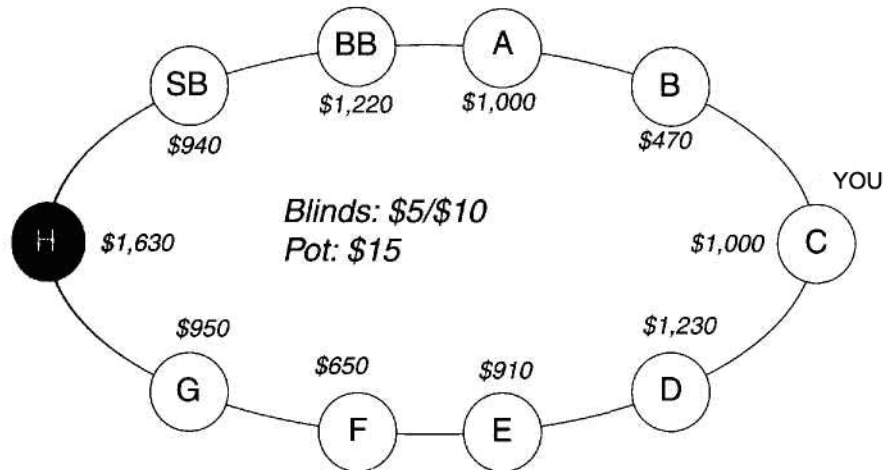 BB
A
SB
B
$1,220
$1,000
$940
$470
YOU
Blinds: $5/$10
H
$1,630
$1,000
C
Pot: $15
$950
$1,230
$650
$910
G
D
F
E